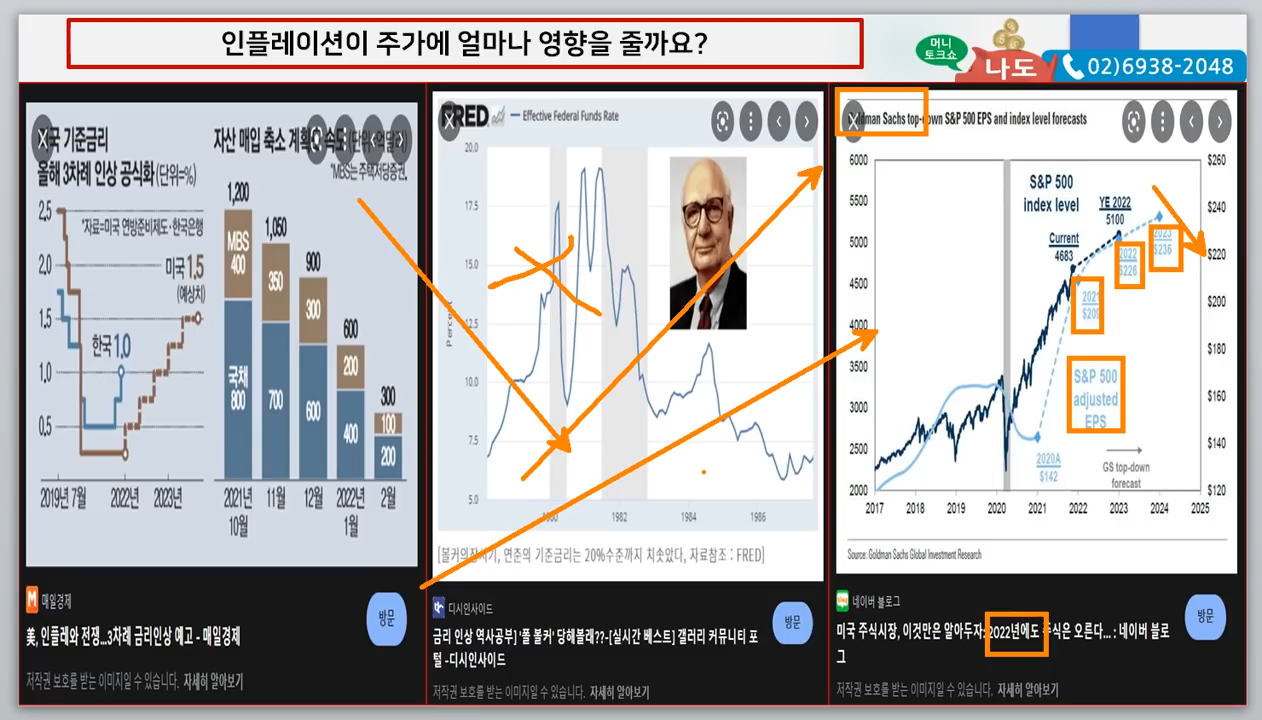 인플레이션이 주가에 얼마나 영향을 줄까요?
머니
토크쇼
나도
02)6938-2048
기준금리
올해 3차례 인상 공식화 (단위=%)
*자료=미국 연방준비제도·한국은행
2.5
2.0
1.5
1.0
0.5
미국 1.5
(예상치)
한국 1.0
2019년 7월
2022년
2023년
자산 매입 축소 계획
속도
*MBS는 주택저당증권.
1,200
1,050
900
600
300
MBS
400
350
300
200
100
국채
800
700
600
400
200
2021년
10월
11월
12월
2022년
1월
2월
매일경제
美, 인플레와 전쟁...3차례 금리인상 예고 - 매일경제
방문
저작권 보호를 받는 이미지일 수 있습니다. 자세히 알아보기
FRED
Effective Federal Funds Rate
20.0
17.5
15.0
12.5
10.0
7.5
5.0
Percent
1980
1982
1984
1986
연준의 기준금리는 20%수준까지 치솟았다, 자료참조 : FRED]
디시인사이드
금리 인상 역사공부] '폴 볼커' 당해볼래??-[실시간 베스트] 갤러리 커뮤니티 포
털 -디시인사이드
방문
저작권 보호를 받는 이미지일 수 있습니다. 자세히 알아보기
Goldman Sachs top-down S&P 500 EPS and index level forecasts
6000
5500
5000
4500
4000
3500
3000
2500
2000
$260
$240
$220
$200
$180
$160
$140
$120
S&P 500
index level
YE 2022
5100
Current
4683
2023
$236
2022
$226
2021
S&P 500
adjusted
EPS
2020A
$142
GS top-down
forecast
2017
2018
2019
2020
2021
2022
2023
2024
2025
Source: Goldman Sachs Global Investment Research
네이버 블로그
미국 주식시장, 이것만은 알아두자: 2022년에도 주식은 오른다... : 네이버 블로
그
방문
저작권 보호를 받는 이미지일 수 있습니다. 자세히 알아보기